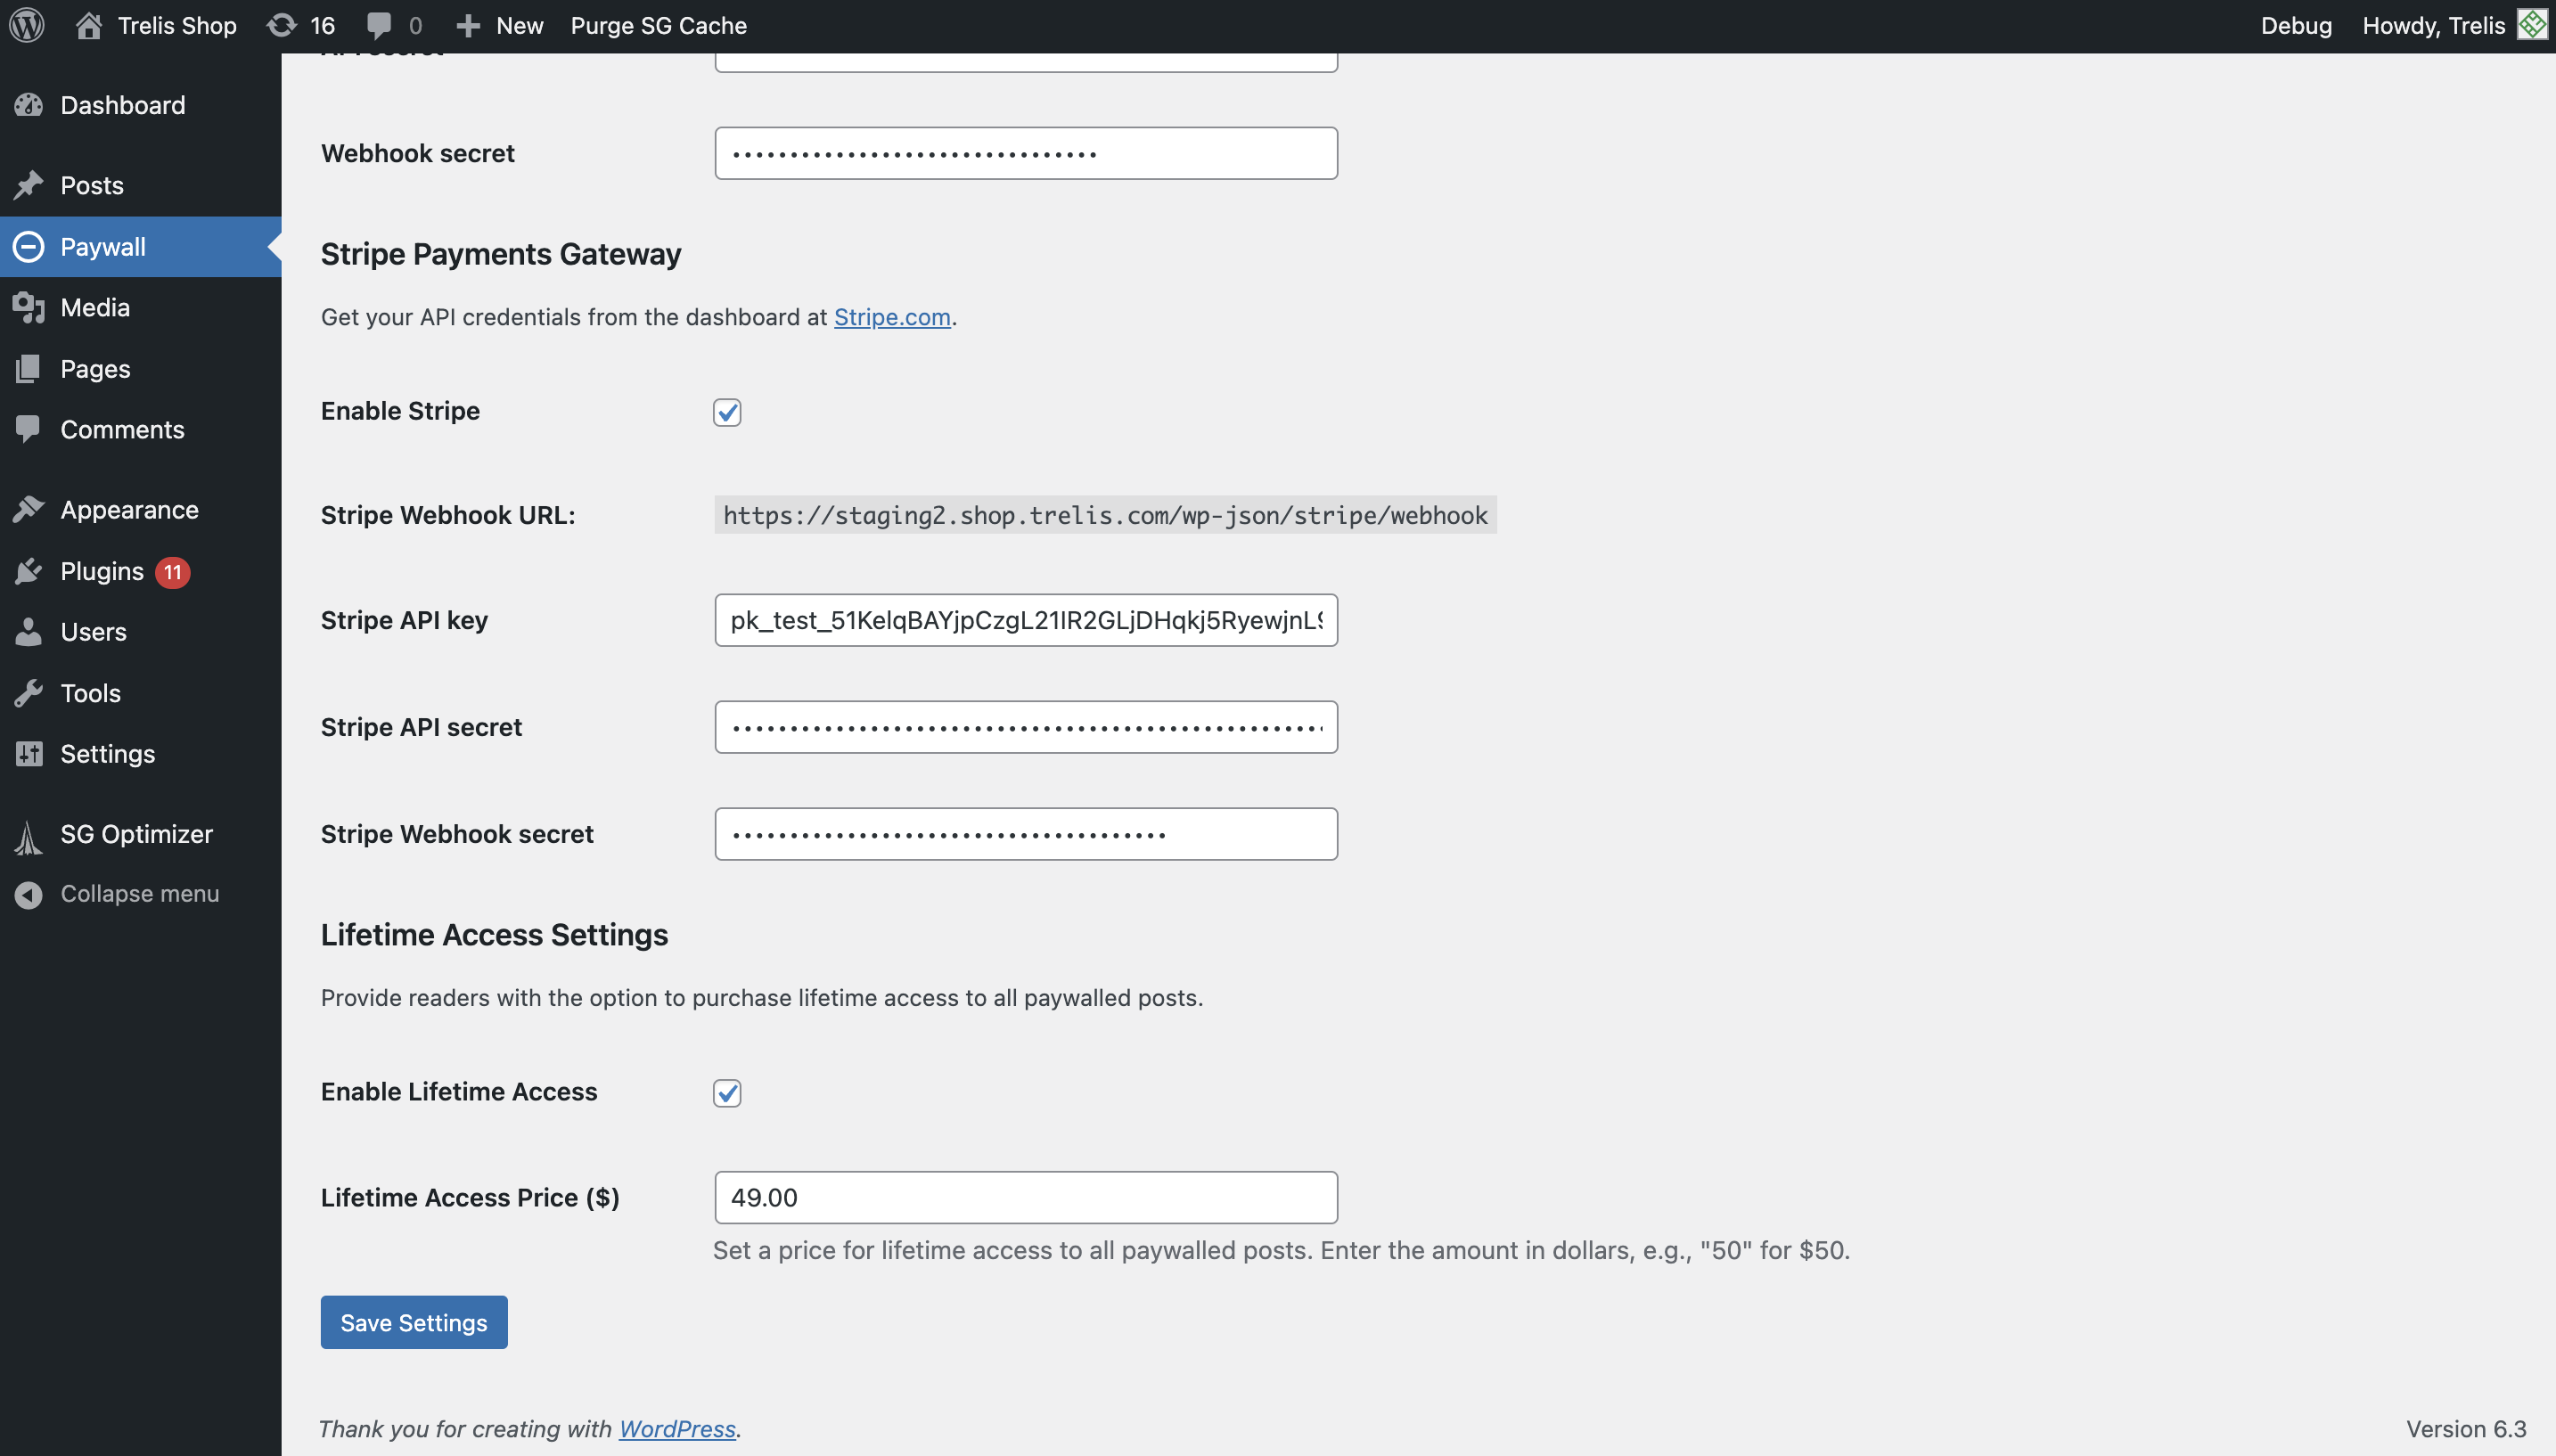 Trelis Shop 16 0 New Purge SG Cache Debug Howdy, Trelis
Dashboard
Posts
Paywall
Media
Pages
Comments
Appearance
Plugins 11
Users
Tools
Settings
SG Optimizer
Collapse menu
Webhook secret
Stripe Payments Gateway
Get your API credentials from the dashboard at Stripe.com.
Enable Stripe
Stripe Webhook URL: https://staging2.shop.trelis.com/wp-json/stripe/webhook
Stripe API key pk_test_51KelqBAYjpCzgL21IR2GLjDHqkj5RyewjnL9
Stripe API secret
Stripe Webhook secret
Lifetime Access Settings
Provide readers with the option to purchase lifetime access to all paywalled posts.
Enable Lifetime Access
Lifetime Access Price ($) 49.00
Set a price for lifetime access to all paywalled posts. Enter the amount in dollars, e.g., "50" for $50.
Save Settings
Thank you for creating with WordPress.
Version 6.3